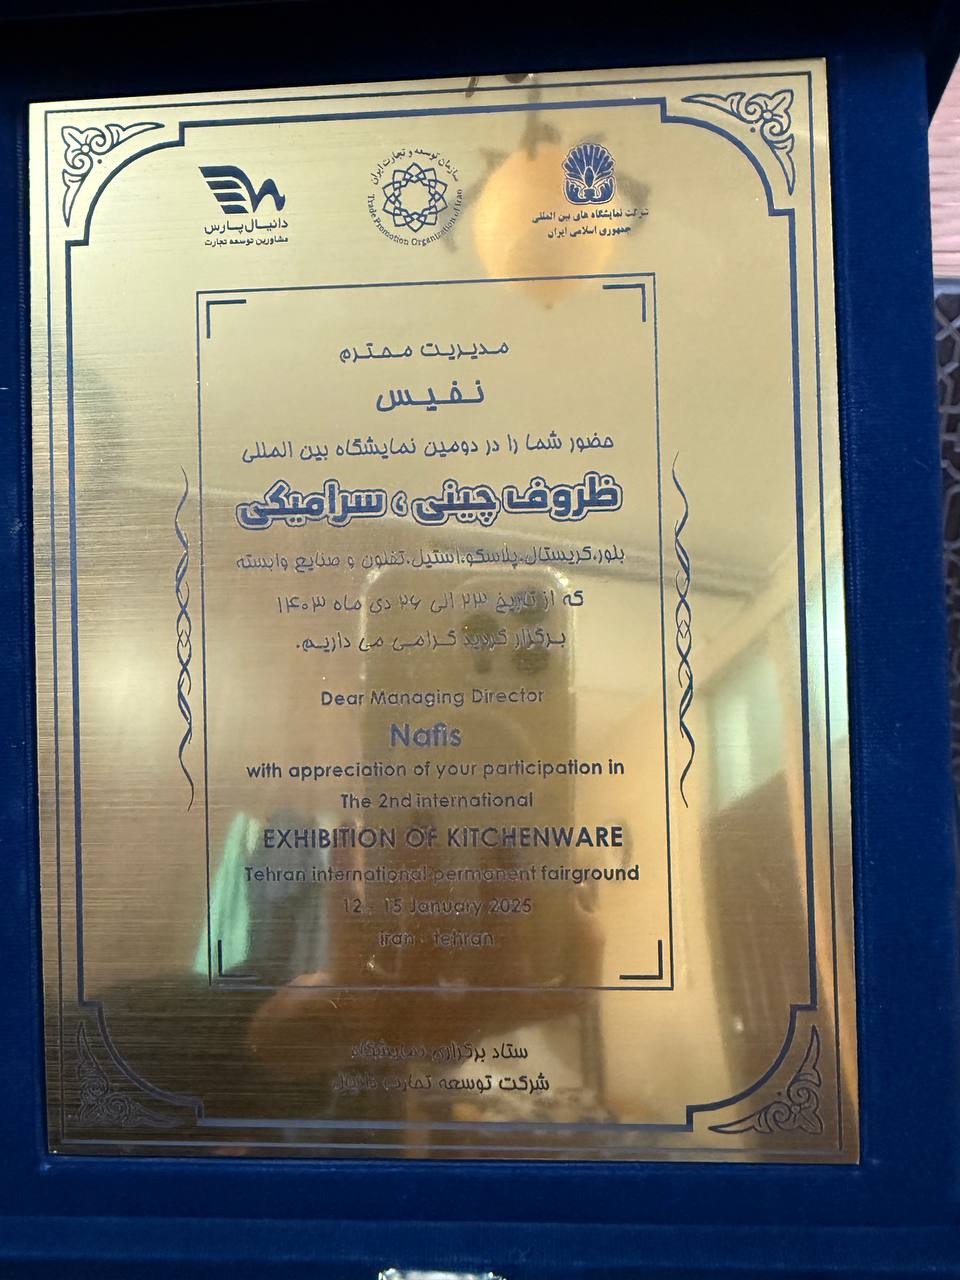 دانیال پارس
مشاورین توسعه تجارت
سازمان توسعه و تجارت ایران
Trade Promotion Organization of Iran
شرکت نمایشگاه های بین المللی
جمهوری اسلامی ایران
مدیریت محترم
نفیس
حضور شما را در دومین نمایشگاه بین المللی
ظروف چینی ، سرامیکی
بلور،کریستال،پلاسکو،استیل،تفلون و صنایع وابسته
که از تاریخ ۲۳ الی ۲۶ دی ماه ۱۴۰۳
برگزار گردید گرامی می داریم.
Dear Managing Director
Nafis
with appreciation of your participation in
The 2nd international
EXHIBITION OF KITCHENWARE
Tehran international permanent fairground
12 - 15 January 2025
iran - tehran
ستاد برگزاری نمایشگاه
شرکت توسعه تجارت دانیال